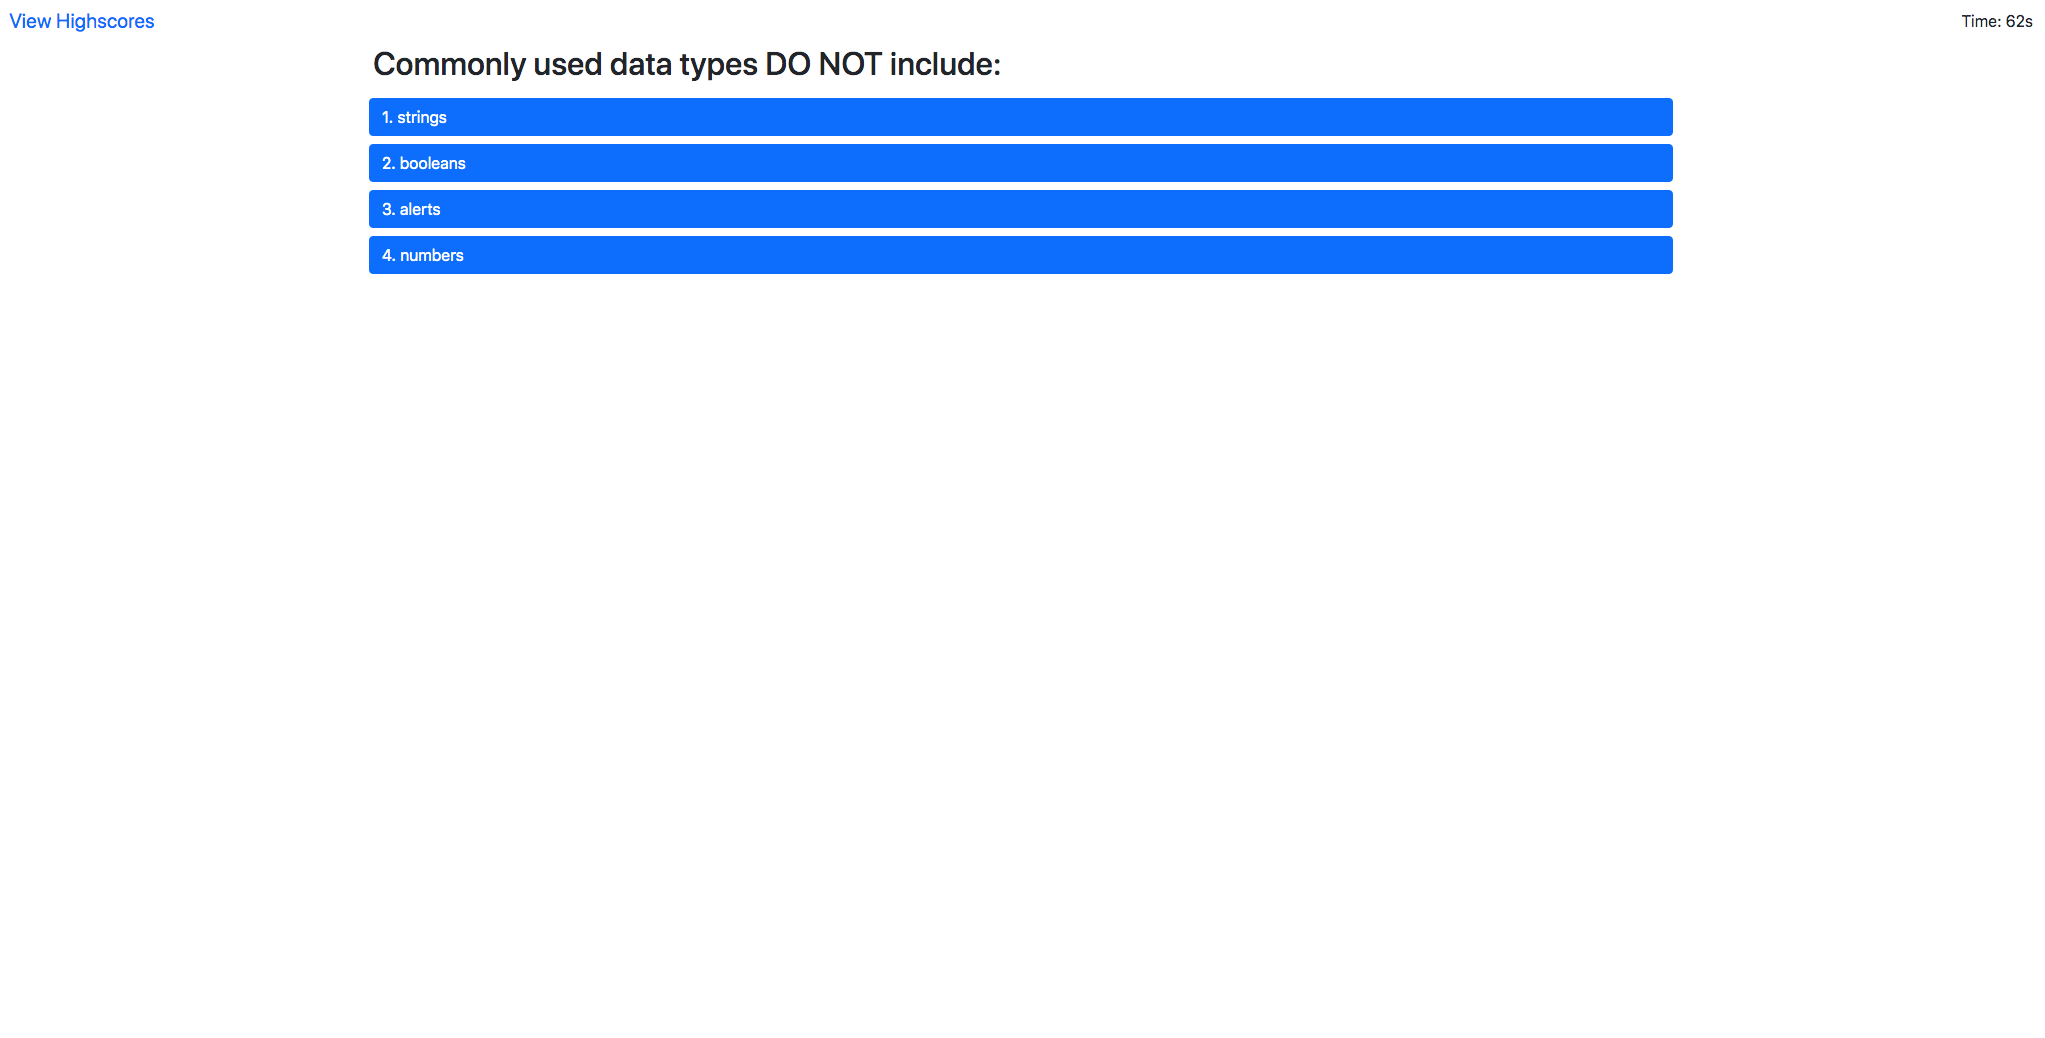 View Highscores
Time: 62s
Commonly used data types DO NOT include:
1. strings
2. booleans
3. alerts
4. numbers